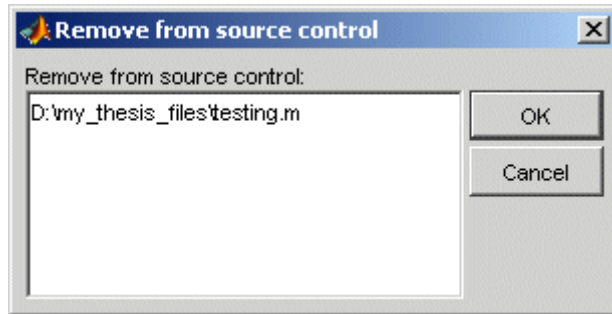 Remove from source control
Remove from source control:
D:\my_thesis_files\testing.m
OK
Cancel